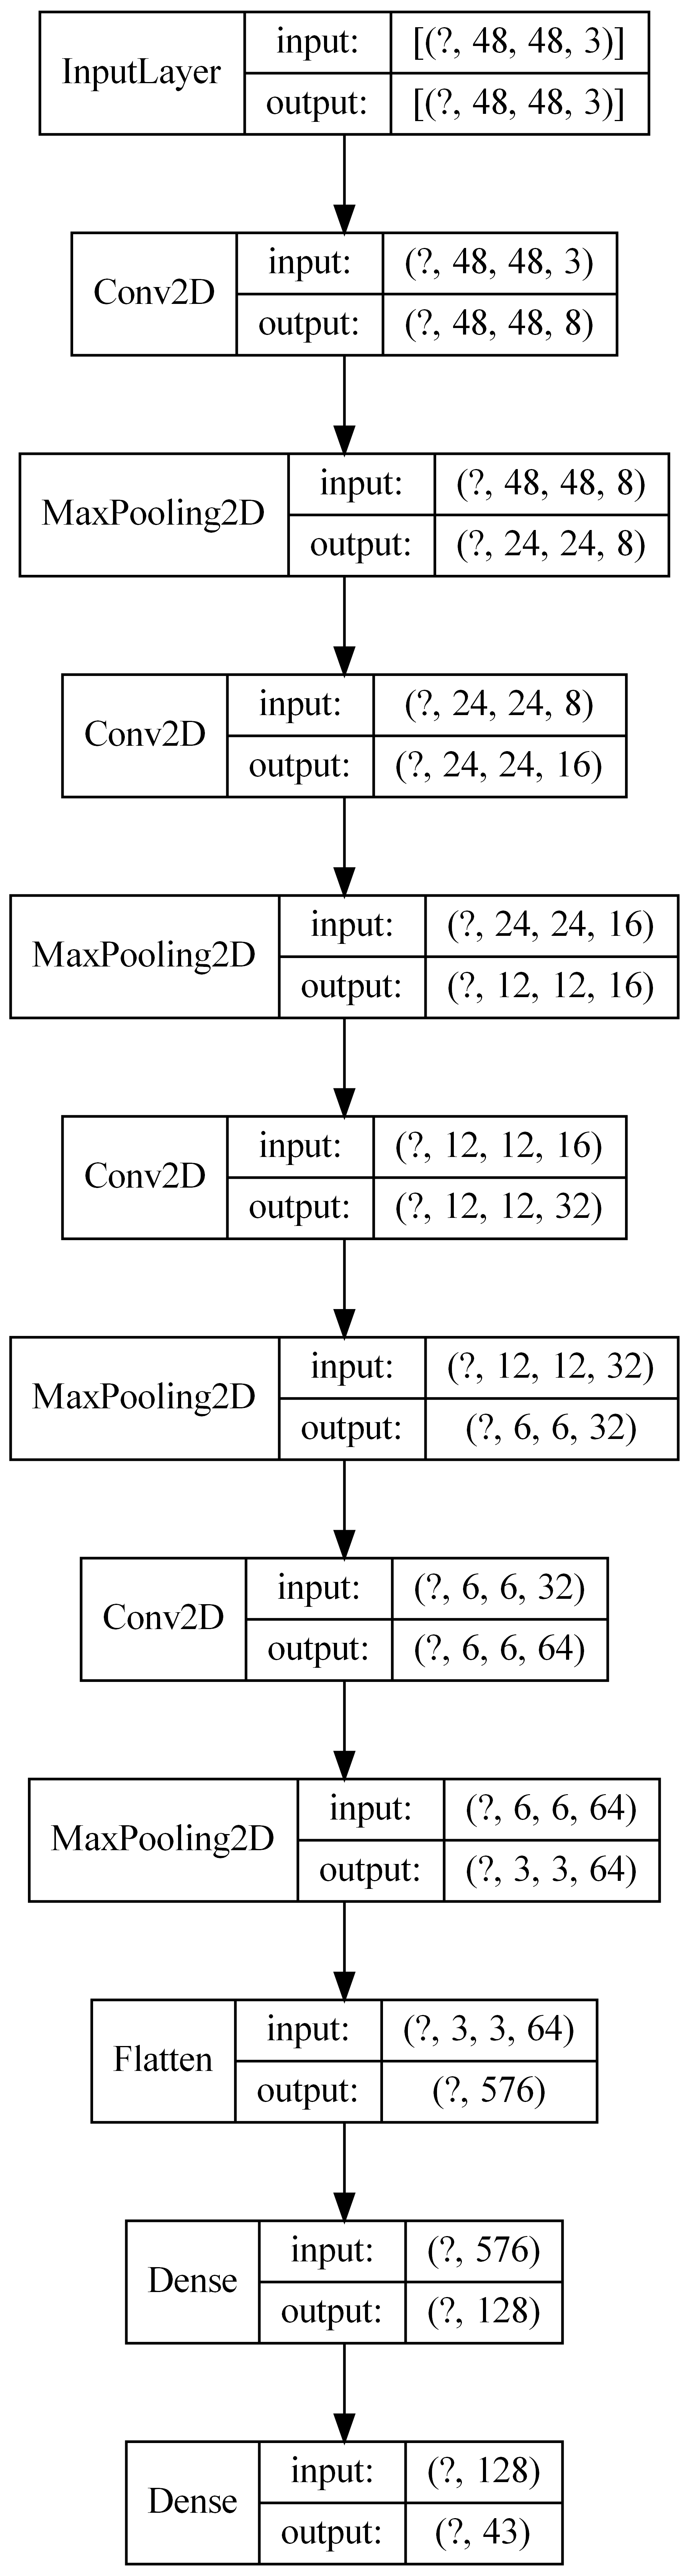 InputLayer
input: [(?, 48, 48, 3)]
output: [(?, 48, 48, 3)]
Conv2D
input: (?, 48, 48, 3)
output: (?, 48, 48, 8)
MaxPooling2D
input: (?, 48, 48, 8)
output: (?, 24, 24, 8)
Conv2D
input: (?, 24, 24, 8)
output: (?, 24, 24, 16)
MaxPooling2D
input: (?, 24, 24, 16)
output: (?, 12, 12, 16)
Conv2D
input: (?, 12, 12, 16)
output: (?, 12, 12, 32)
MaxPooling2D
input: (?, 12, 12, 32)
output: (?, 6, 6, 32)
Conv2D
input: (?, 6, 6, 32)
output: (?, 6, 6, 64)
MaxPooling2D
input: (?, 6, 6, 64)
output: (?, 3, 3, 64)
Flatten
input: (?, 3, 3, 64)
output: (?, 576)
Dense
input: (?, 576)
output: (?, 128)
Dense
input: (?, 128)
output: (?, 43)